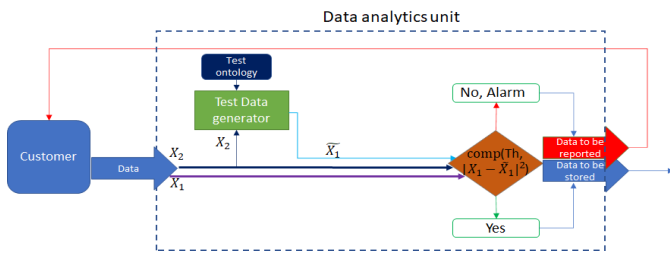 Data analytics unit
Test
ontology
Test Data
generator
No, Alarm
Customer
Data
X₂
X₁
X₂
X̃₁
comp(Th,
|X₁ − X̃₁|²)
Data to be
reported
Data to be
stored
Yes